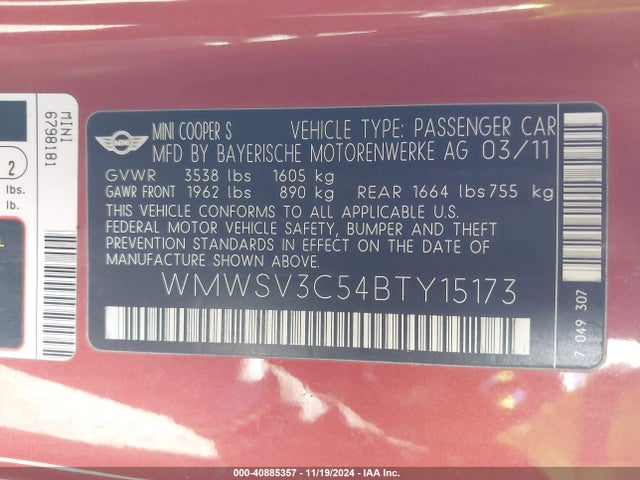 MINI
6798181
2
lbs.
lb.
L
MINI
MINI COOPER S VEHICLE TYPE: PASSENGER CAR
MFD BY BAYERISCHE MOTORENWERKE AG 03/11
GVWR 3538 lbs 1605 kg
GAWR FRONT 1962 lbs 890 kg REAR 1664 lbs 755 kg
THIS VEHICLE CONFORMS TO ALL APPLICABLE U.S.
FEDERAL MOTOR VEHICLE SAFETY, BUMPER AND THEFT
PREVENTION STANDARDS IN EFFECT ON THE DATE OF
MANUFACTURE SHOWN ABOVE.
WMWSV3C54BTY15173
7 049 307
000-40885357 - 11/19/2024 - IAA Inc.